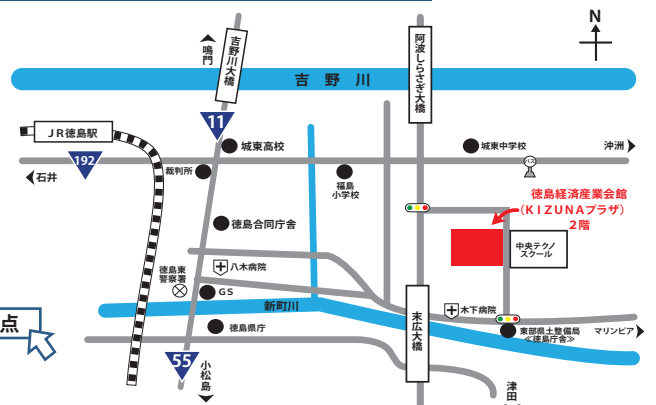 N
鳴門
吉野川大橋
阿波しらさぎ大橋
吉野川
11
JR徳島駅
城東高校
城東中学校
沖洲
192
石井
裁判所
福島
小学校
バス
徳島経済産業会館
(KIZUNAプラザ)
2階
徳島合同庁舎
中央テクノ
スクール
徳島東
警察署
八木病院
GS
新町川
木下病院
末広大橋
点
徳島県庁
東部県土整備局
≪徳島庁舎≫
マリンピア
55
小松島
津田